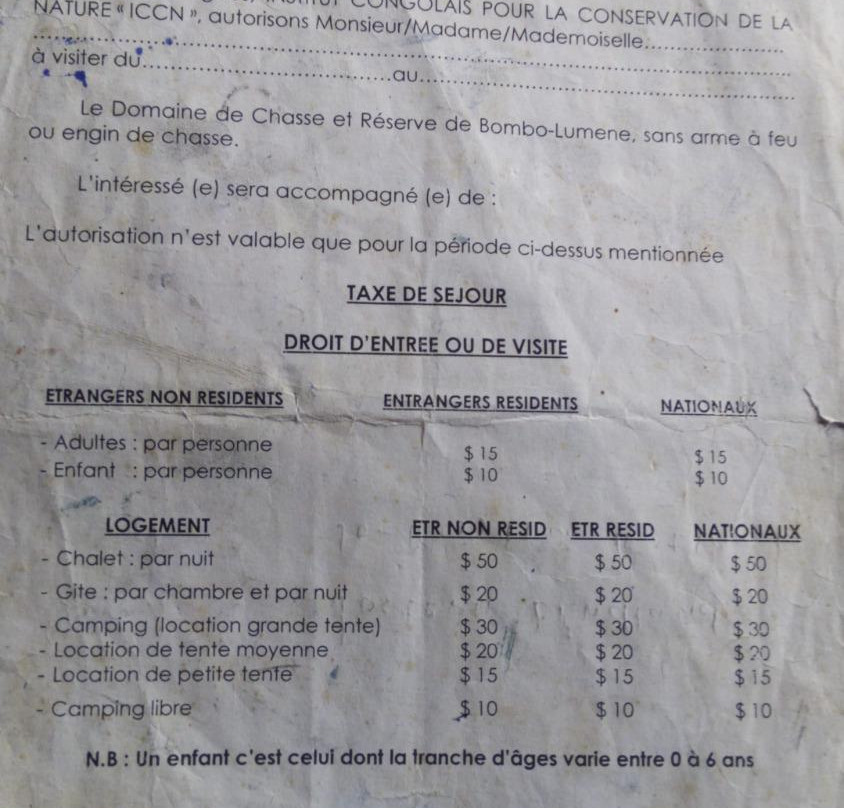 CONGOLAIS POUR LA CONSERVATION DE LA
NATURE « ICCN », autorisons Monsieur/Madame/Mademoiselle:...................
................................................................................
à visiter du....................................au....................................................
Le Domaine de Chasse et Réserve de Bombo-Lumene, sans arme à feu
ou engin de chasse.
L'intéressé (e) sera accompagné (e) de :
L'autorisation n'est valable que pour la période ci-dessus mentionnée
TAXE DE SEJOUR
DROIT D'ENTREE OU DE VISITE
ETRANGERS NON RESIDENTS ENTRANGERS RESIDENTS NATIONAUX
- Adultes : par personne $ 15 $ 15
- Enfant : par personne $ 10 $ 10
LOGEMENT ETR NON RESID ETR RESID NATIONAUX
- Chalet : par nuit $ 50 $ 50 $ 50
- Gite : par chambre et par nuit $ 20 $ 20 $ 20
- Camping (location grande tente) $ 30 $ 30 $ 30
- Location de tente moyenne $ 20 $ 20 $ 20
- Location de petite tente $ 15 $ 15 $ 15
- Camping libre $ 10 $ 10 $ 10
N.B : Un enfant c'est celui dont la tranche d'âges varie entre 0 à 6 ans